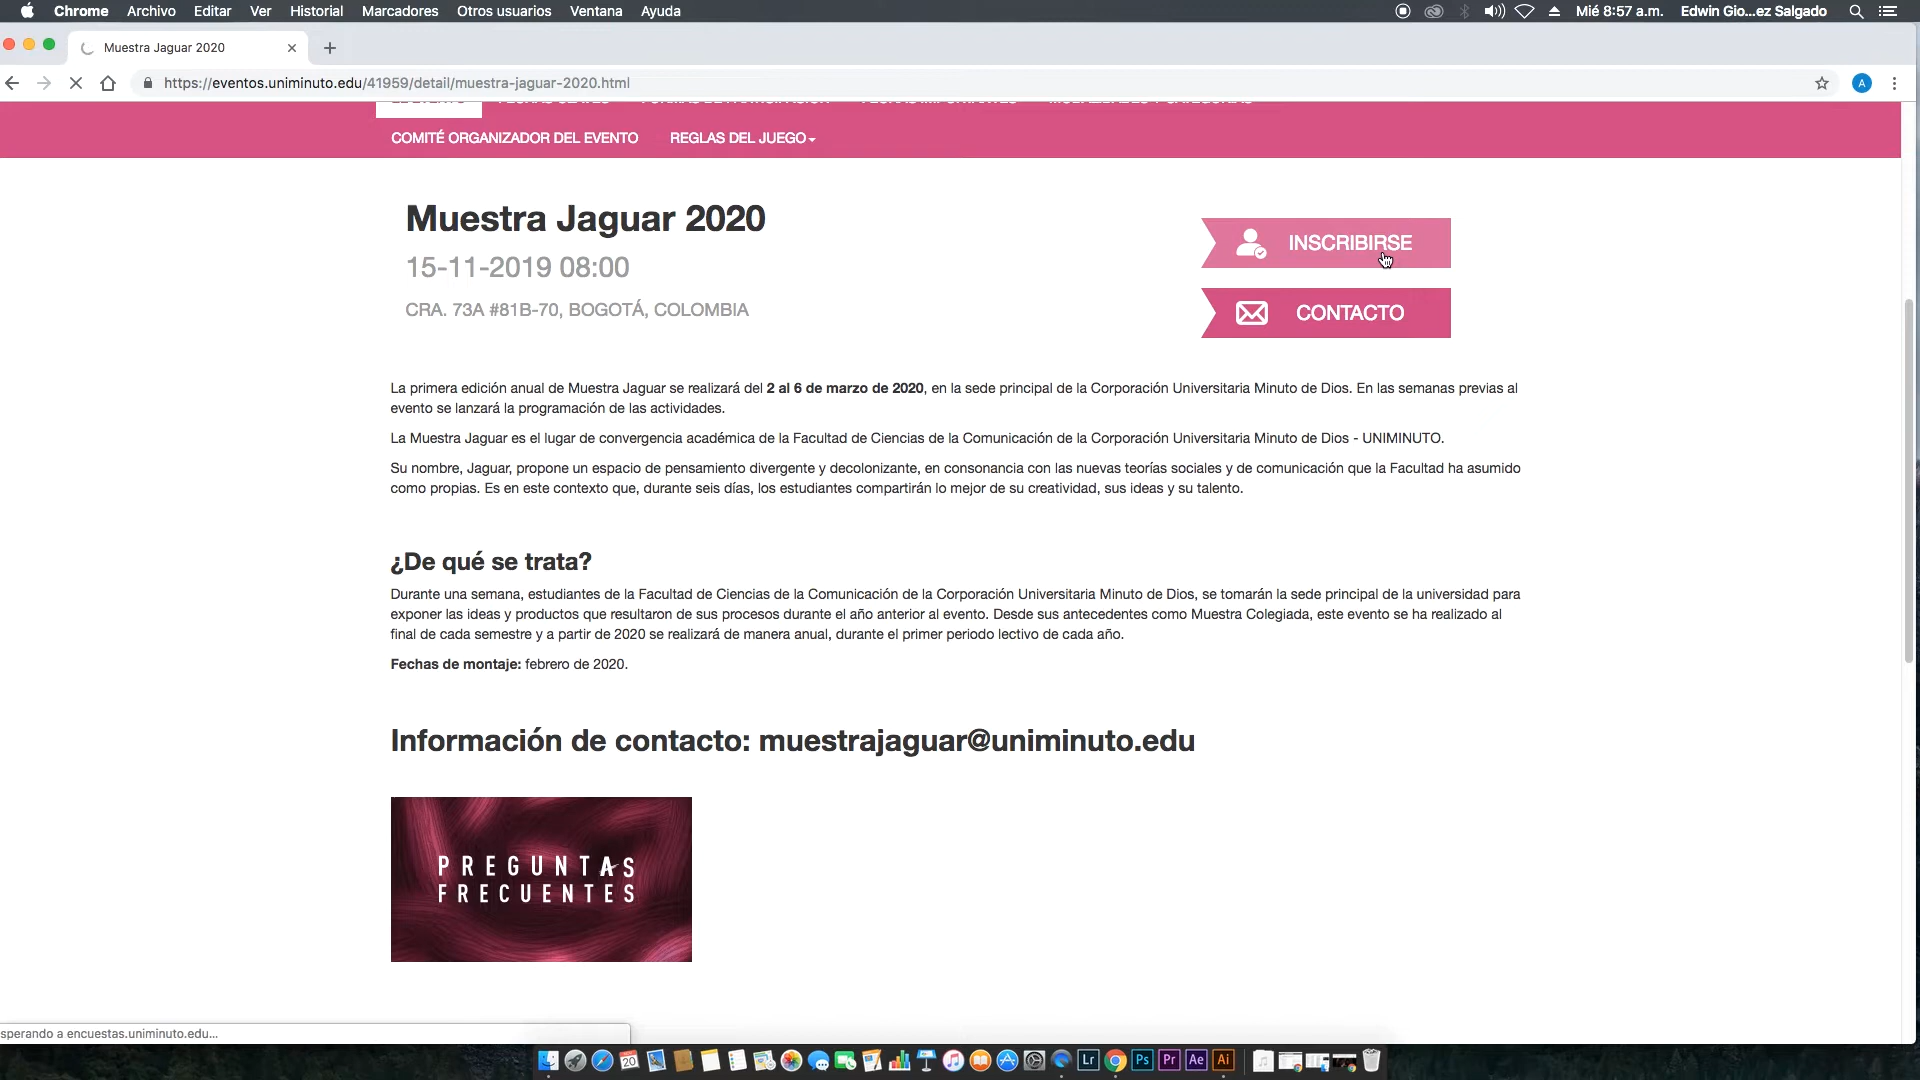 Chrome Archivo Editar Ver Historial Marcadores Otros usuarios Ventana Ayuda Mié 8:57 a.m. Edwin Gio...ez Salgado
Muestra Jaguar 2020
https://eventos.uniminuto.edu/41959/detail/muestra-jaguar-2020.html A
COMITÉ ORGANIZADOR DEL EVENTO REGLAS DEL JUEGO
Muestra Jaguar 2020
15-11-2019 08:00
CRA. 73A #81B-70, BOGOTÁ, COLOMBIA
INSCRIBIRSE
CONTACTO
La primera edición anual de Muestra Jaguar se realizará del 2 al 6 de marzo de 2020, en la sede principal de la Corporación Universitaria Minuto de Dios. En las semanas previas al
evento se lanzará la programación de las actividades.
La Muestra Jaguar es el lugar de convergencia académica de la Facultad de Ciencias de la Comunicación de la Corporación Universitaria Minuto de Dios - UNIMINUTO.
Su nombre, Jaguar, propone un espacio de pensamiento divergente y decolonizante, en consonancia con las nuevas teorías sociales y de comunicación que la Facultad ha asumido
como propias. Es en este contexto que, durante seis días, los estudiantes compartirán lo mejor de su creatividad, sus ideas y su talento.
¿De qué se trata?
Durante una semana, estudiantes de la Facultad de Ciencias de la Comunicación de la Corporación Universitaria Minuto de Dios, se tomarán la sede principal de la universidad para
exponer las ideas y productos que resultaron de sus procesos durante el año anterior al evento. Desde sus antecedentes como Muestra Colegiada, este evento se ha realizado al
final de cada semestre y a partir de 2020 se realizará de manera anual, durante el primer periodo lectivo de cada año.
Fechas de montaje: febrero de 2020.
Información de contacto: muestrajaguar@uniminuto.edu
PREGUNTAS
FRECUENTES
sperando a encuestas.uniminuto.edu...
20 Lr Ps Pr Ae Ai